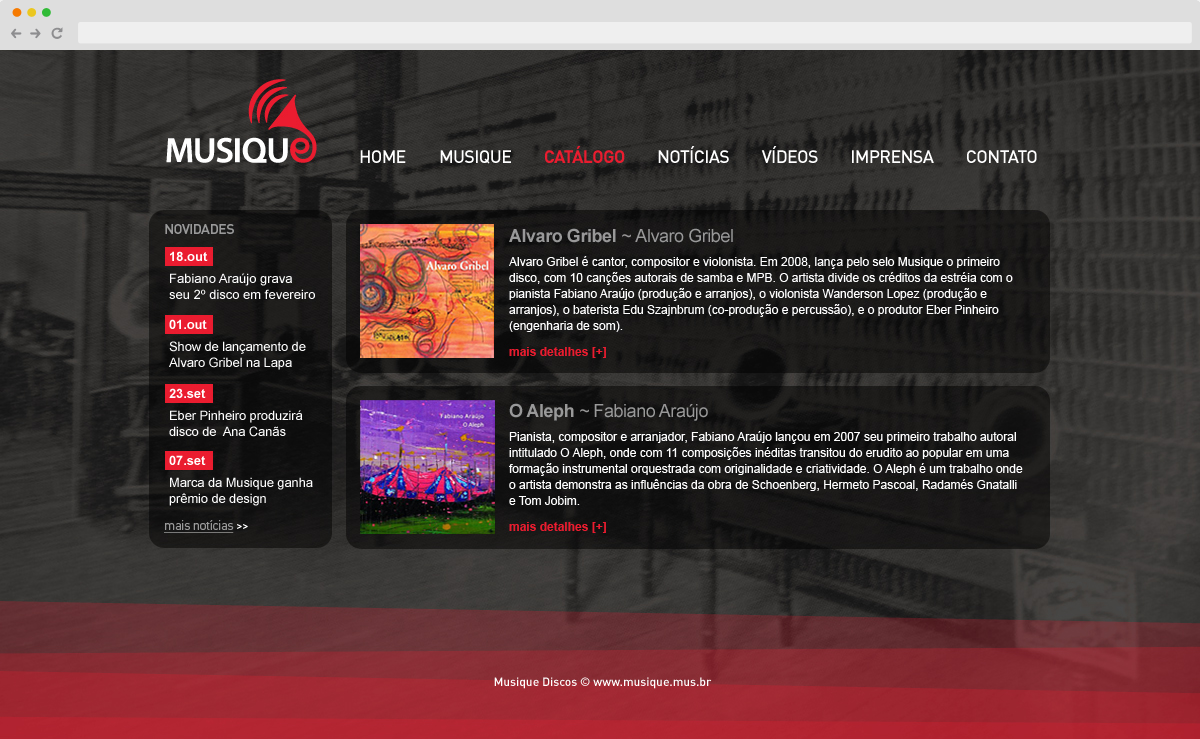 MUSIQUe
HOME MUSIQUE CATÁLOGO NOTÍCIAS VÍDEOS IMPRENSA CONTATO
NOVIDADES
18.out
Fabiano Araújo grava
seu 2º disco em fevereiro
01.out
Show de lançamento de
Alvaro Gribel na Lapa
23.set
Eber Pinheiro produzirá
disco de Ana Canãs
07.set
Marca da Musique ganha
prêmio de design
mais notícias >>
Alvaro Gribel
Alvaro Gribel ~ Alvaro Gribel
Alvaro Gribel é cantor, compositor e violonista. Em 2008, lança pelo selo Musique o primeiro
disco, com 10 canções autorais de samba e MPB. O artista divide os créditos da estréia com o
pianista Fabiano Araújo (produção e arranjos), o violonista Wanderson Lopez (produção e
arranjos), o baterista Edu Szajnbrum (co-produção e percussão), e o produtor Eber Pinheiro
(engenharia de som).
mais detalhes [+]
Fabiano Araújo
O Aleph
O Aleph ~ Fabiano Araújo
Pianista, compositor e arranjador, Fabiano Araújo lançou em 2007 seu primeiro trabalho autoral
intitulado O Aleph, onde com 11 composições inéditas transitou do erudito ao popular em uma
formação instrumental orquestrada com originalidade e criatividade. O Aleph é um trabalho onde
o artista demonstra as influências da obra de Schoenberg, Hermeto Pascoal, Radamés Gnatalli
e Tom Jobim.
mais detalhes [+]
Musique Discos © www.musique.mus.br